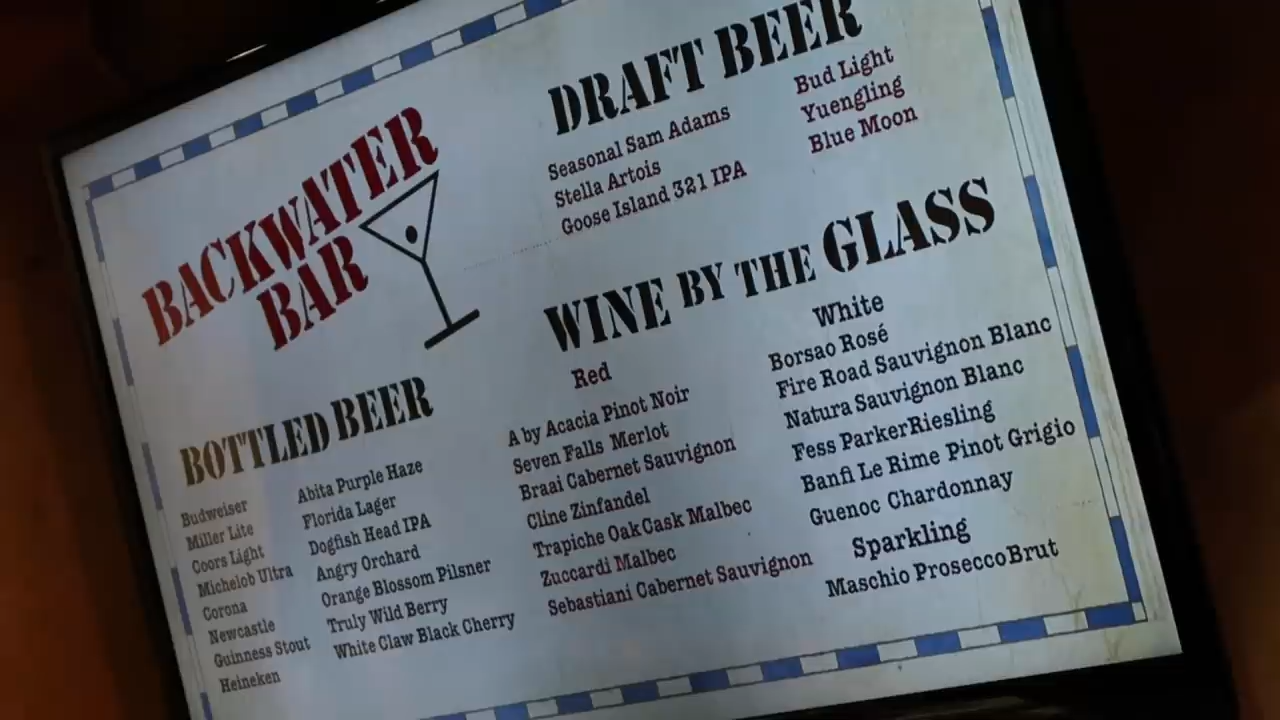 BACKWATER
BAR
DRAFT BEER
Seasonal Sam Adams
Stella Artois
Goose Island 321 IPA
Bud Light
Yuengling
Blue Moon
BOTTLED BEER
Budweiser
Miller Lite
Coors Light
Michelob Ultra
Corona
Newcastle
Guinness Stout
Heineken
Abita Purple Haze
Florida Lager
Dogfish Head IPA
Angry Orchard
Orange Blossom Pilsner
Truly Wild Berry
White Claw Black Cherry
WINE BY THE GLASS
Red
A by Acacia Pinot Noir
Seven Falls Merlot
Braai Cabernet Sauvignon
Cline Zinfandel
Trapiche Oak Cask Malbec
Zuccardi Malbec
Sebastiani Cabernet Sauvignon
White
Borsao Rosé
Fire Road Sauvignon Blanc
Natura Sauvignon Blanc
Fess Parker Riesling
Banfi Le Rime Pinot Grigio
Guenoc Chardonnay
Sparkling
Maschio Prosecco Brut